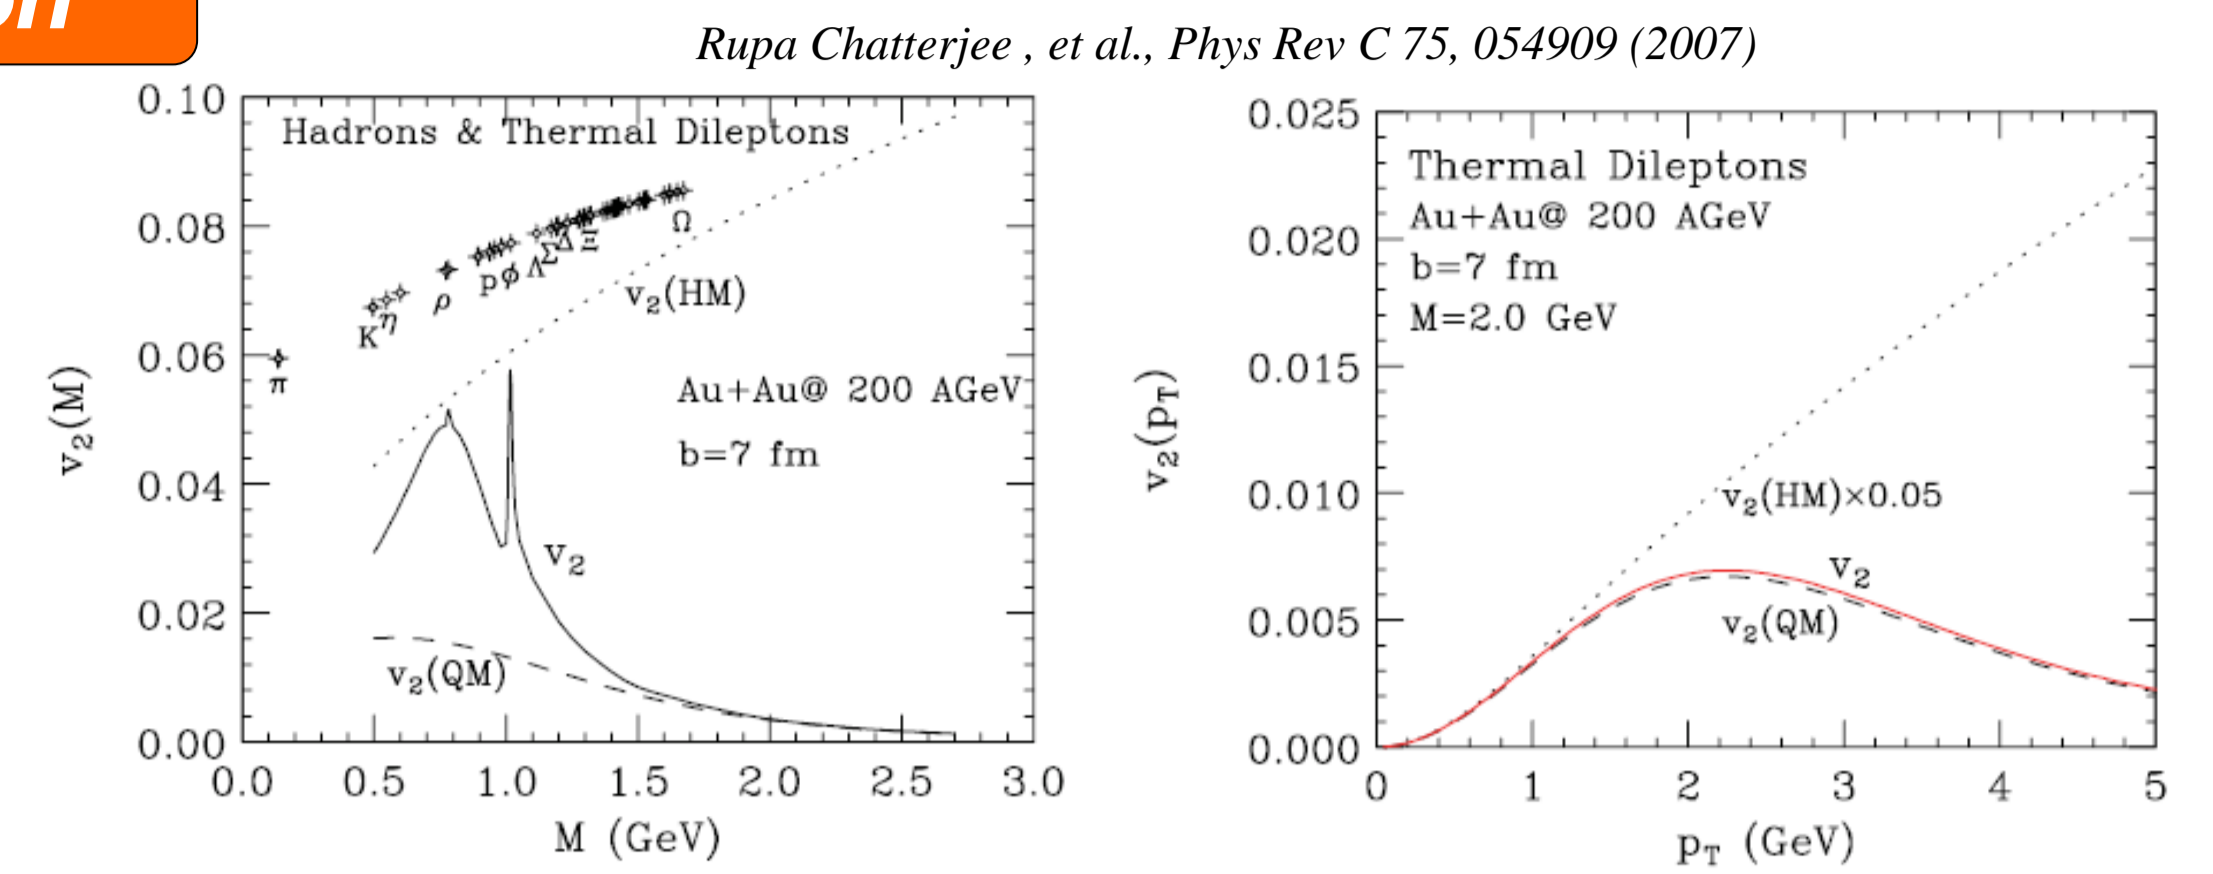 on
Rupa Chatterjee , et al., Phys Rev C 75, 054909 (2007)
Hadrons & Thermal Dileptons
Ω
Δ Ξ
Σ
Λ
p ϕ
ρ
η
K
π
v₂(HM)
Au+Au@ 200 AGeV
b=7 fm
v₂
v₂(QM)
v₂(M)
0.10
0.08
0.06
0.04
0.02
0.00
0.0 0.5 1.0 1.5 2.0 2.5 3.0
M (GeV)
Thermal Dileptons
Au+Au@ 200 AGeV
b=7 fm
M=2.0 GeV
v₂(HM)×0.05
v₂
v₂(QM)
v₂(p_T)
0.025
0.020
0.015
0.010
0.005
0.000
0 1 2 3 4 5
p_T (GeV)